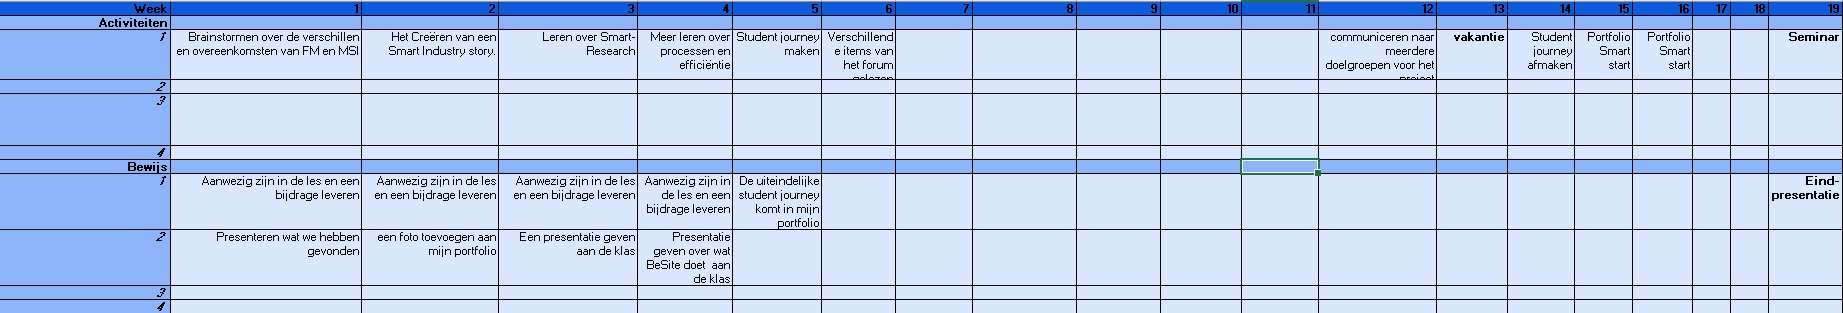 Week 1 2 3 4 5 6 7 8 9 10 11 12 13 14 15 16 17 18 19
Activiteiten
1 Brainstormen over de verschillen Het Creëren van een Leren over Smart- Meer leren over Student journey Verschillend communiceren naar vakantie Student Portfolio Portfolio Seminar
en overeenkomsten van FM en MSI Smart Industry story. Research processen en maken e items van meerdere journey Smart Smart
efficiëntie het forum doelgroepen voor het afmaken start start
gelezen project
2
3
4
Bewijs
1 Aanwezig zijn in de les en een Aanwezig zijn in de les Aanwezig zijn in de les Aanwezig zijn in De uiteindelijke Eind-
bijdrage leveren en een bijdrage leveren en een bijdrage leveren de les en een student journey presentatie
bijdrage leveren komt in mijn
portfolio
2 Presenteren wat we hebben een foto toevoegen aan Een presentatie geven Presentatie
gevonden mijn portfolio aan de klas geven over wat
BeSite doet aan
de klas
3
4